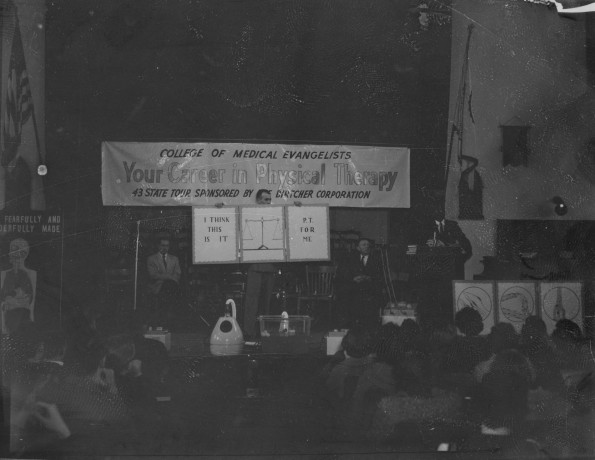 COLLEGE OF MEDICAL EVANGELISTS
Your Career in Physical Therapy
43 STATE TOUR SPONSORED BY BIRTCHER CORPORATION
I THINK
THIS
IS IT
P.T.
FOR
ME
FEARFULLY AND
MADE